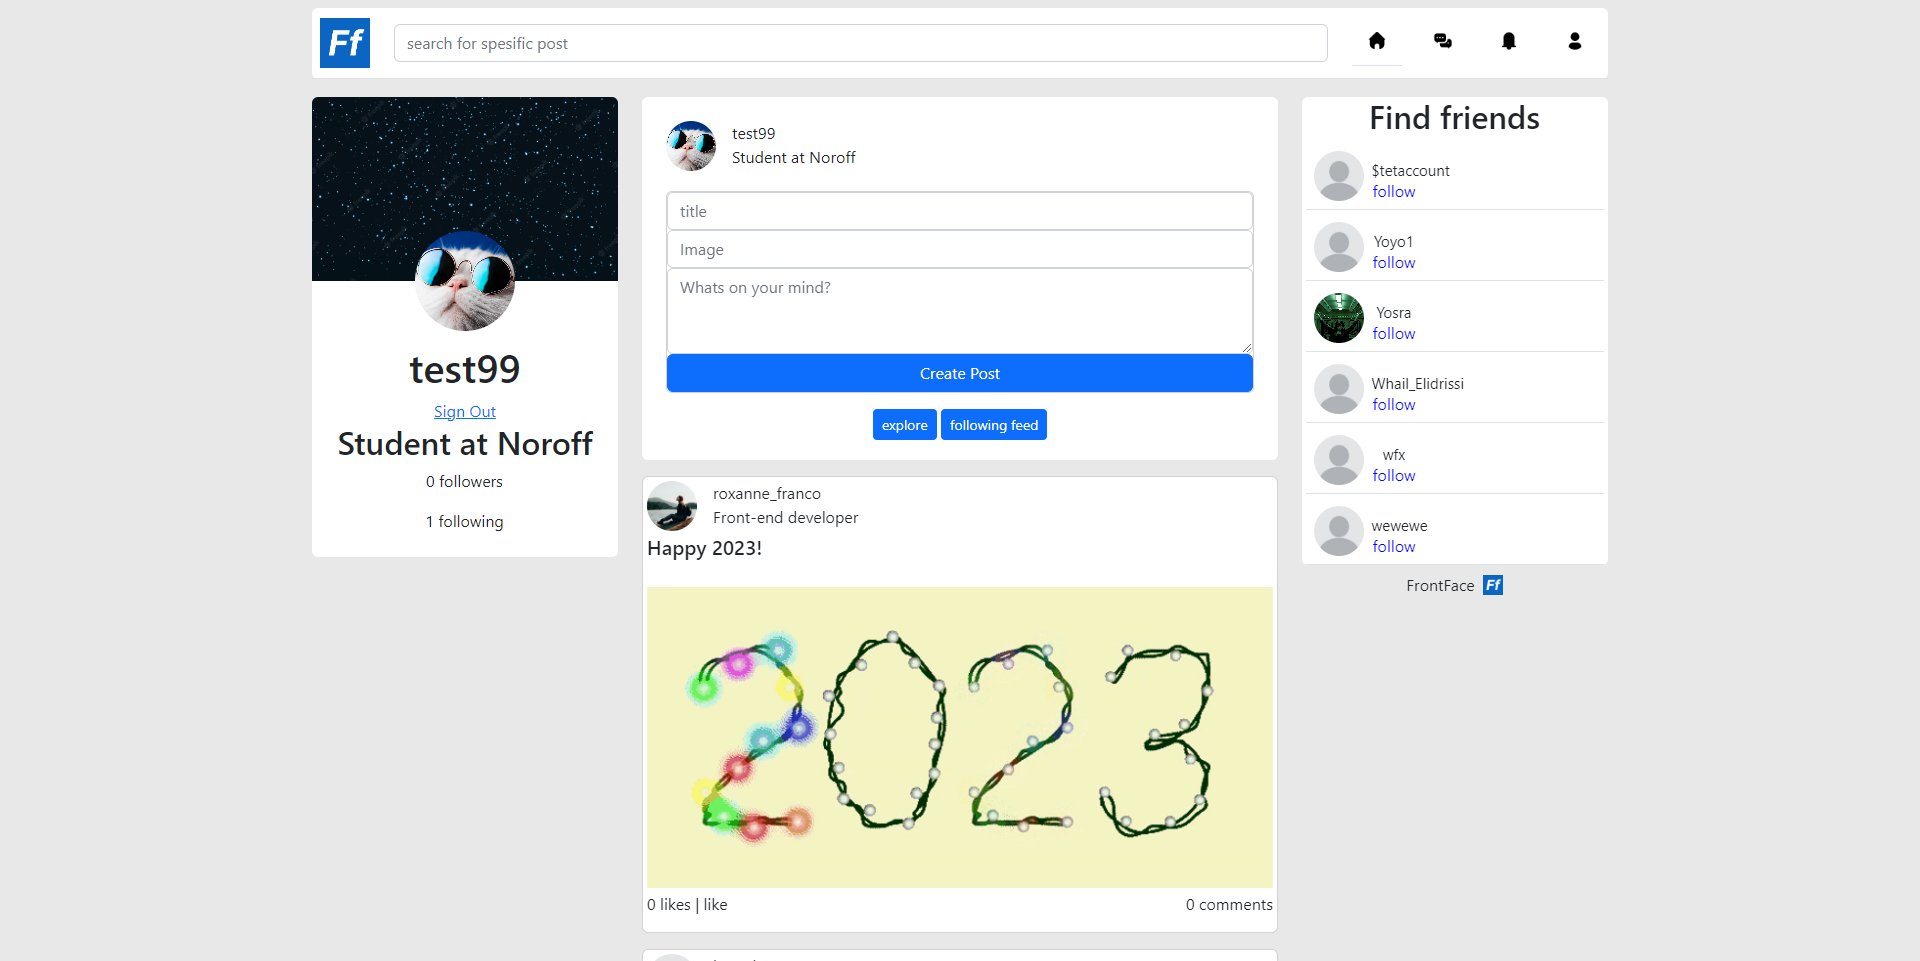 Ff
search for spesific post
test99
Sign Out
Student at Noroff
0 followers
1 following
test99
Student at Noroff
title
Image
Whats on your mind?
Create Post
explore
following feed
roxanne_franco
Front-end developer
Happy 2023!
2023
0 likes | like
0 comments
Find friends
$tetaccount
follow
Yoyo1
follow
Yosra
follow
Whail_Elidrissi
follow
wfx
follow
wewewe
follow
FrontFace Ff